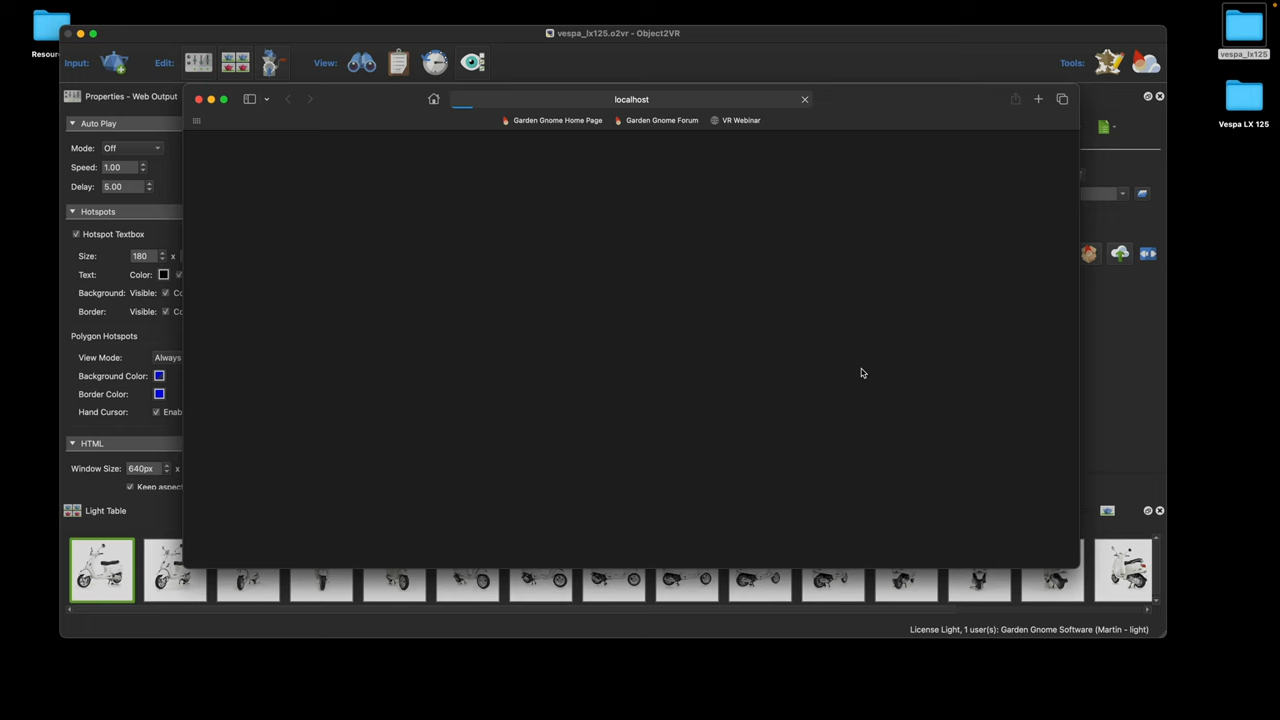 Resour
vespa_lx125.o2vr - Object2VR
vespa_lx125
Input:
Edit:
View:
Tools:
Properties - Web Output
localhost
Garden Gnome Home Page
Garden Gnome Forum
VR Webinar
Vespa LX 125
Auto Play
Mode: Off
Speed: 1.00
Delay: 5.00
Hotspots
Hotspot Textbox
Size: 180 x
Text: Color:
Background: Visible: Co
Border: Visible: Co
Polygon Hotspots
View Mode: Always
Background Color:
Border Color:
Hand Cursor: Enab
HTML
Window Size: 640px x
Keep aspect
Light Table
License Light, 1 user(s): Garden Gnome Software (Martin - light)